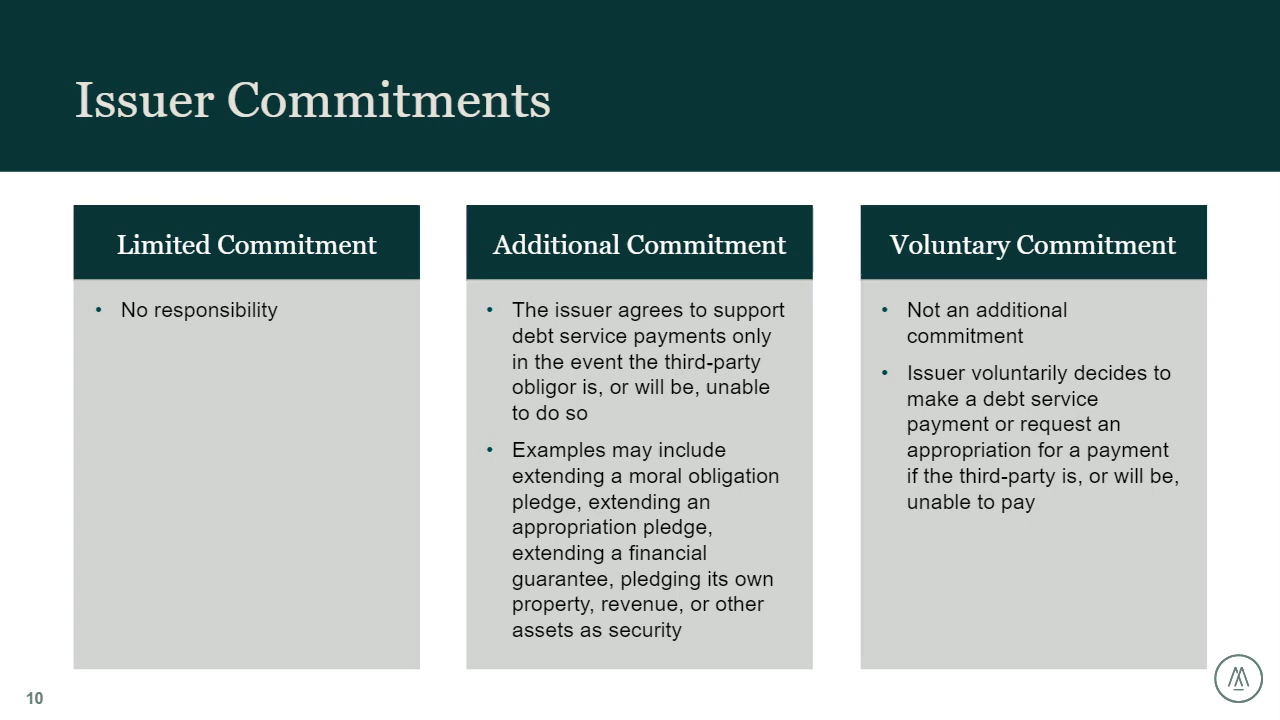 Issuer Commitments
Limited Commitment
• No responsibility
Additional Commitment
• The issuer agrees to support
debt service payments only
in the event the third-party
obligor is, or will be, unable
to do so
• Examples may include
extending a moral obligation
pledge, extending an
appropriation pledge,
extending a financial
guarantee, pledging its own
property, revenue, or other
assets as security
Voluntary Commitment
• Not an additional
commitment
• Issuer voluntarily decides to
make a debt service
payment or request an
appropriation for a payment
if the third-party is, or will be,
unable to pay
10